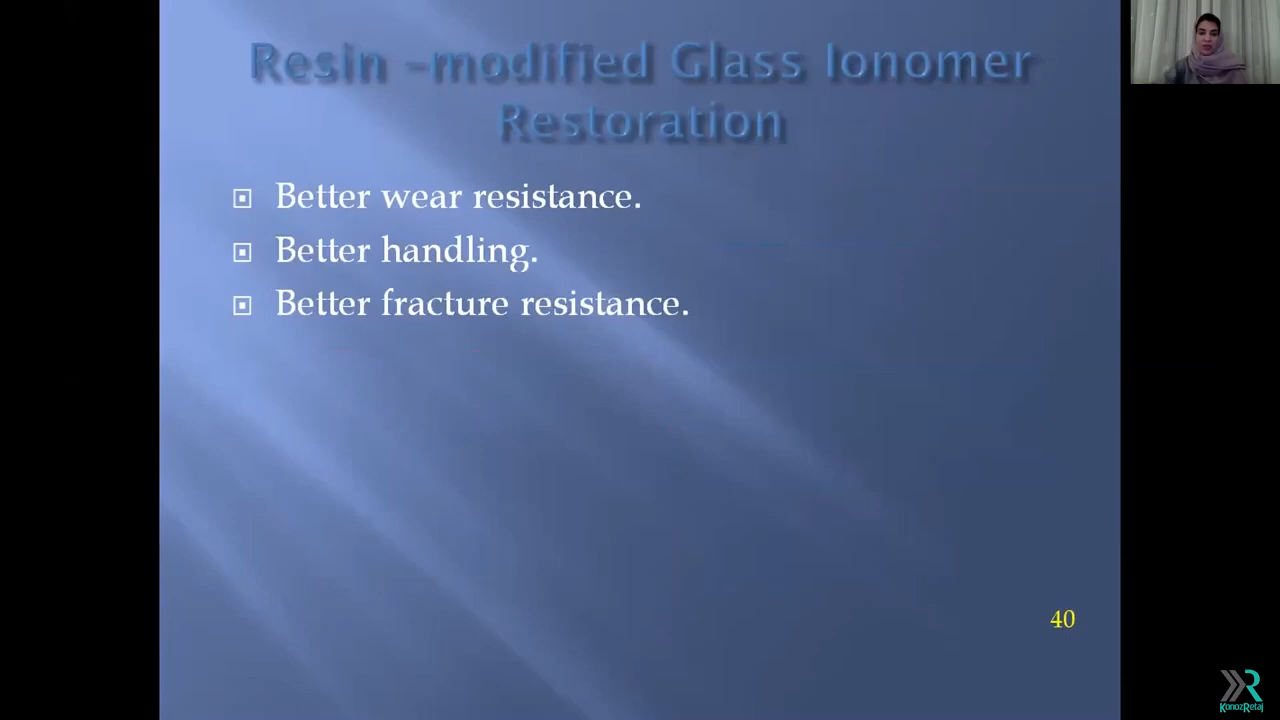 Resin -modified Glass Ionomer
Restoration
Better wear resistance.
Better handling.
Better fracture resistance.
40
KonozRetaj